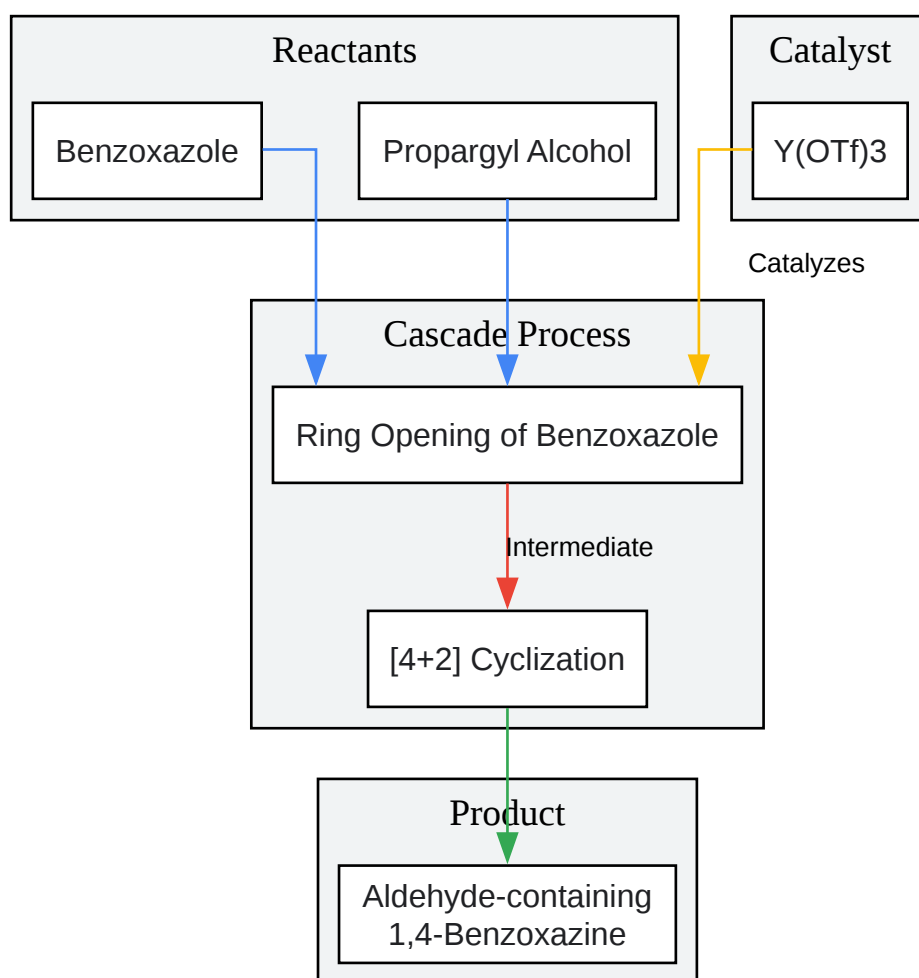 Reactants
Catalyst
Benzoxazole
Propargyl Alcohol
Y(OTf)3
Catalyzes
Cascade Process
Ring Opening of Benzoxazole
Intermediate
[4+2] Cyclization
Product
Aldehyde-containing
1,4-Benzoxazine